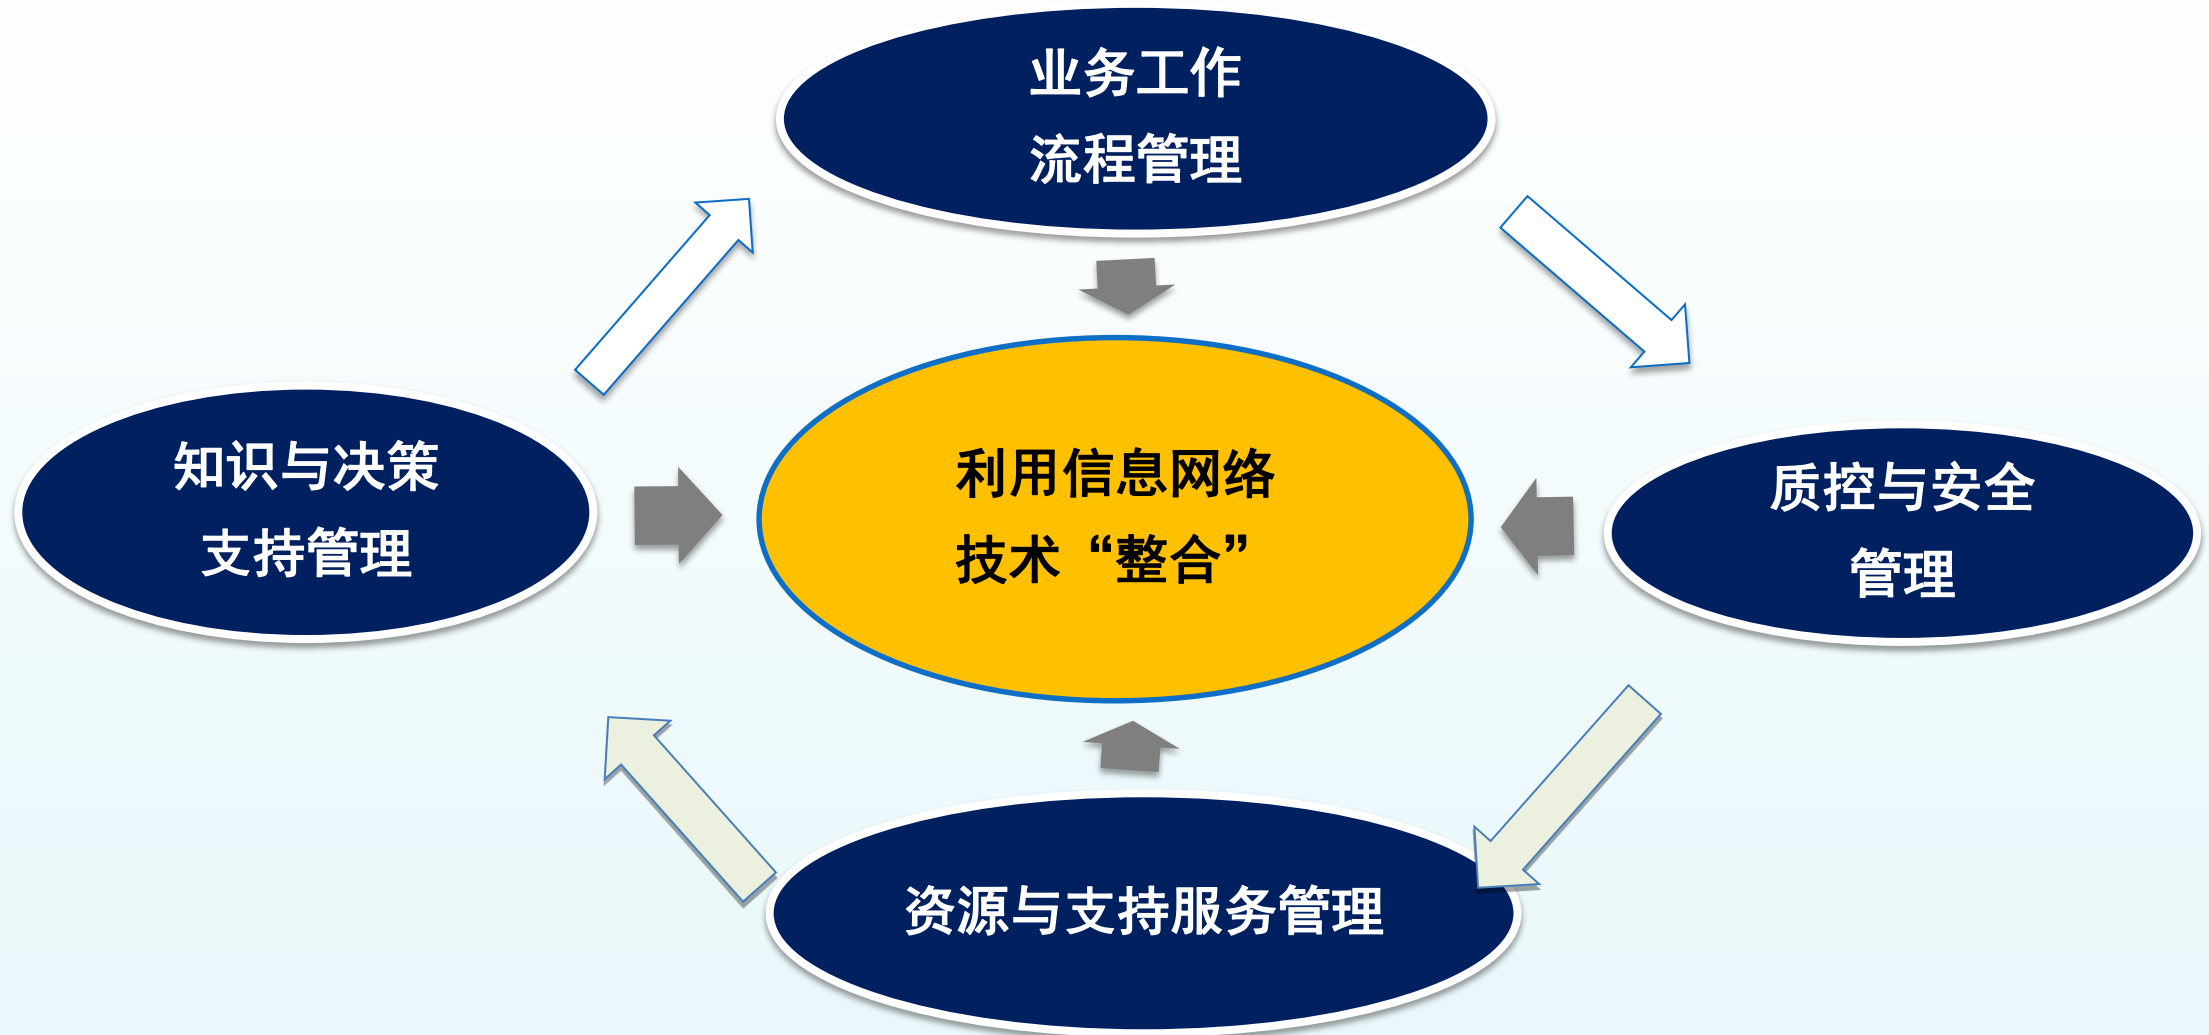 业务工作
流程管理
知识与决策
支持管理
利用信息网络
技术“整合”
质控与安全
管理
资源与支持服务管理